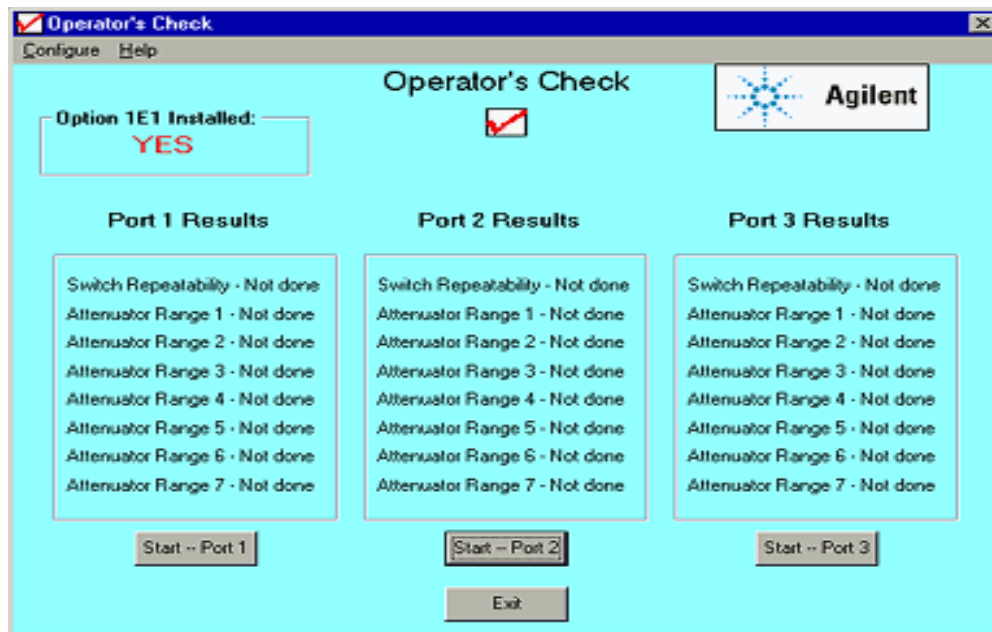 Operator's Check
Configure Help
Operator's Check
Agilent
Option 1E1 Installed:
YES
Port 1 Results
Port 2 Results
Port 3 Results
Switch Repeatability - Not done
Attenuator Range 1 - Not done
Attenuator Range 2 - Not done
Attenuator Range 3 - Not done
Attenuator Range 4 - Not done
Attenuator Range 5 - Not done
Attenuator Range 6 - Not done
Attenuator Range 7 - Not done
Switch Repeatability - Not done
Attenuator Range 1 - Not done
Attenuator Range 2 - Not done
Attenuator Range 3 - Not done
Attenuator Range 4 - Not done
Attenuator Range 5 - Not done
Attenuator Range 6 - Not done
Attenuator Range 7 - Not done
Switch Repeatability - Not done
Attenuator Range 1 - Not done
Attenuator Range 2 - Not done
Attenuator Range 3 - Not done
Attenuator Range 4 - Not done
Attenuator Range 5 - Not done
Attenuator Range 6 - Not done
Attenuator Range 7 - Not done
Start -- Port 1
Start -- Port 2
Start -- Port 3
Exit